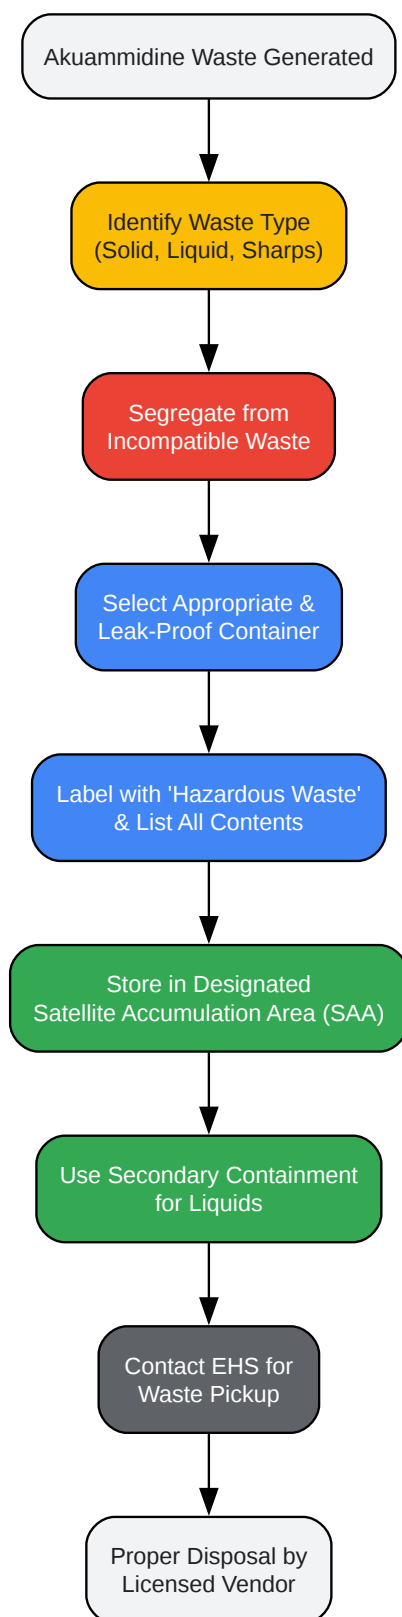 Akuammidine Waste Generated
Identify Waste Type
(Solid, Liquid, Sharps)
Segregate from
Incompatible Waste
Select Appropriate &
Leak-Proof Container
Label with 'Hazardous Waste'
& List All Contents
Store in Designated
Satellite Accumulation Area (SAA)
Use Secondary Containment
for Liquids
Contact EHS for
Waste Pickup
Proper Disposal by
Licensed Vendor